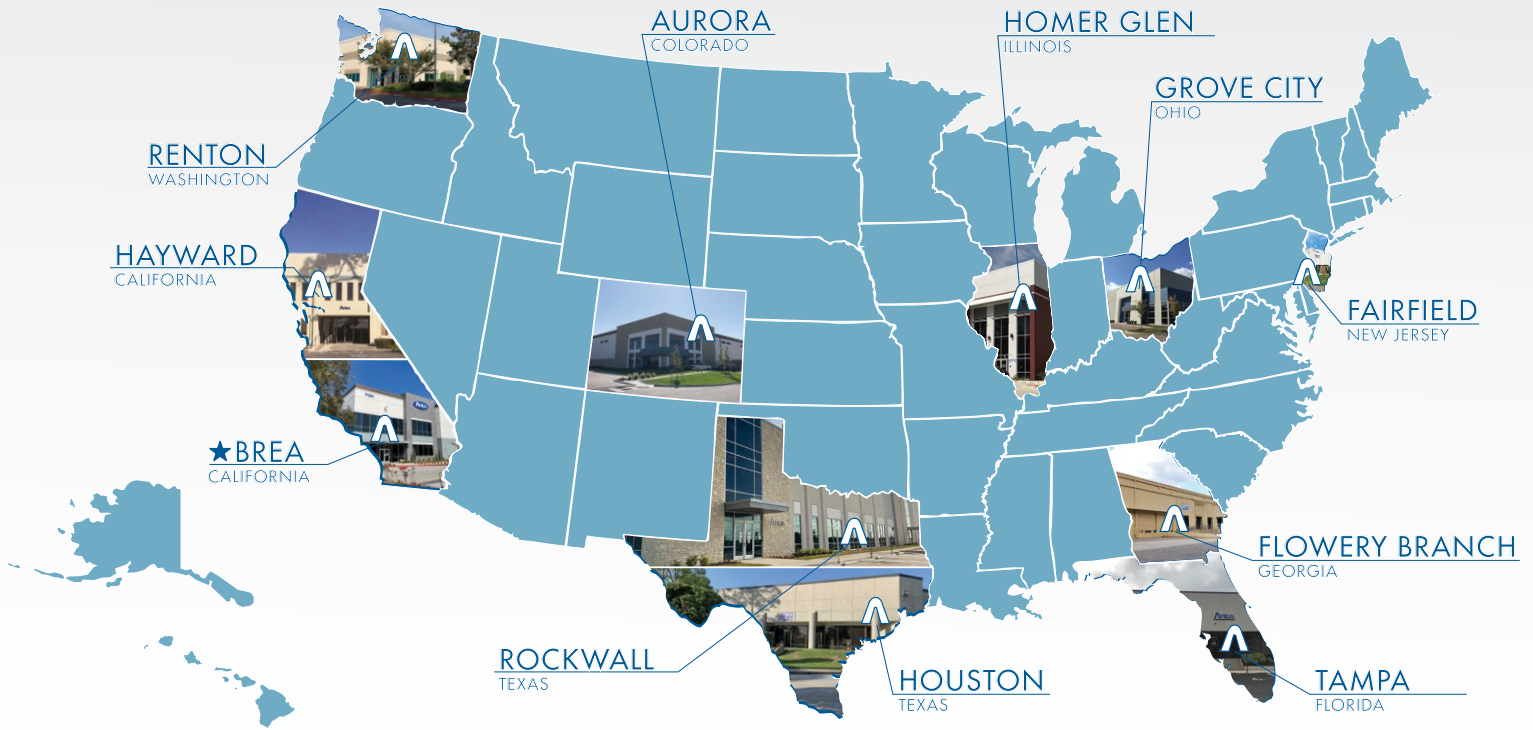 AURORA
COLORADO
HOMER GLEN
ILLINOIS
GROVE CITY
OHIO
RENTON
WASHINGTON
HAYWARD
CALIFORNIA
FAIRFIELD
NEW JERSEY
★BREA
CALIFORNIA
FLOWERY BRANCH
GEORGIA
ROCKWALL
TEXAS
HOUSTON
TEXAS
TAMPA
FLORIDA